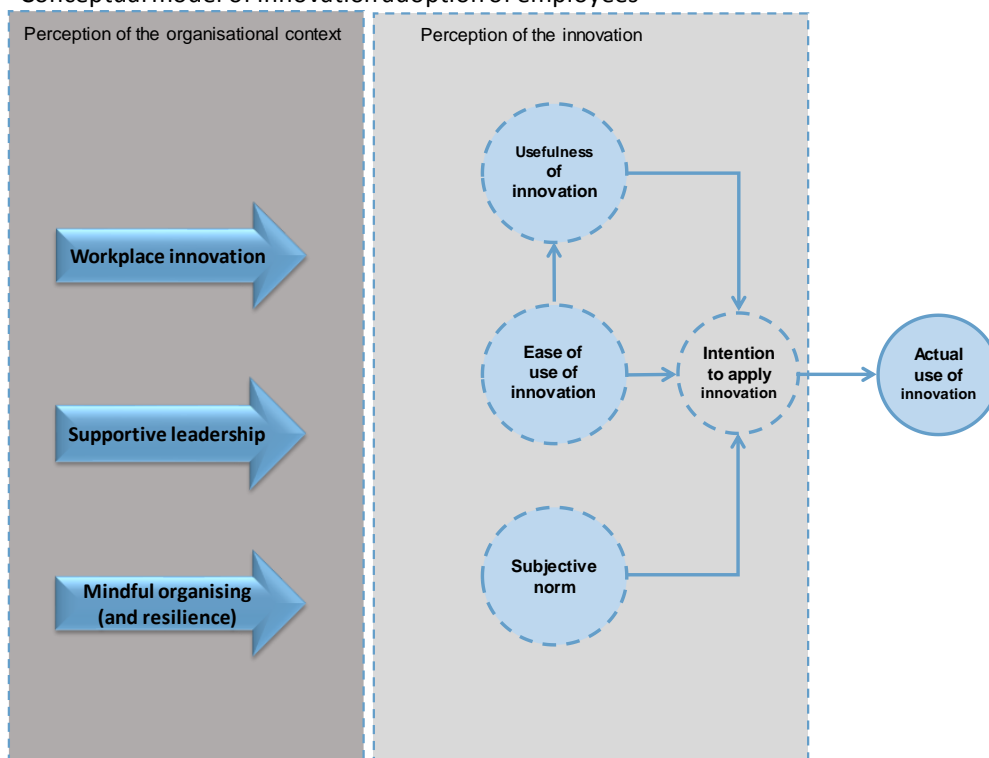 Conceptual model of innovation adoption of employees
Perception of the organisational context
Perception of the innovation
Usefulness
of
innovation
Workplace innovation
Ease of
use of
innovation
Intention
to apply
innovation
Actual
use of
innovation
Supportive leadership
Subjective
norm
Mindful organising
(and resilience)